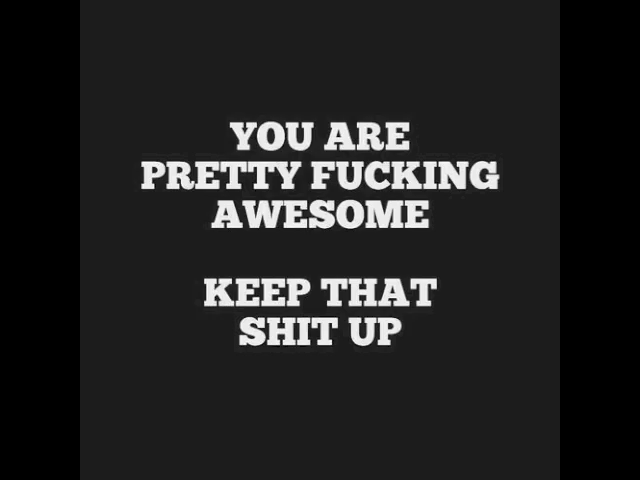 YOU ARE
PRETTY FUCKING
AWESOME
KEEP THAT
SHIT UP